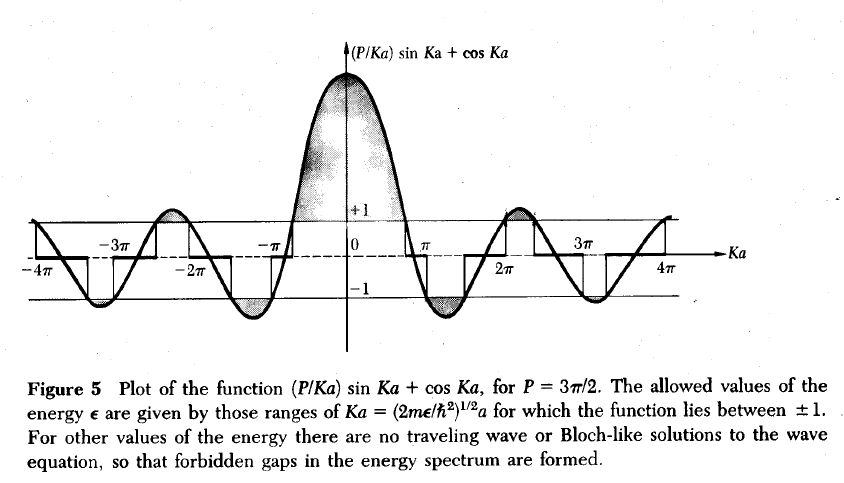 (P/Ka) sin Ka + cos Ka
+1
−3π
−π
0
π
3π
Ka
−4π
−2π
2π
4π
−1
Figure 5 Plot of the function (P/Ka) sin Ka + cos Ka, for P = 3π/2. The allowed values of the
energy ϵ are given by those ranges of Ka = (2mϵ/ℏ²)¹/²a for which the function lies between ±1.
For other values of the energy there are no traveling wave or Bloch-like solutions to the wave
equation, so that forbidden gaps in the energy spectrum are formed.